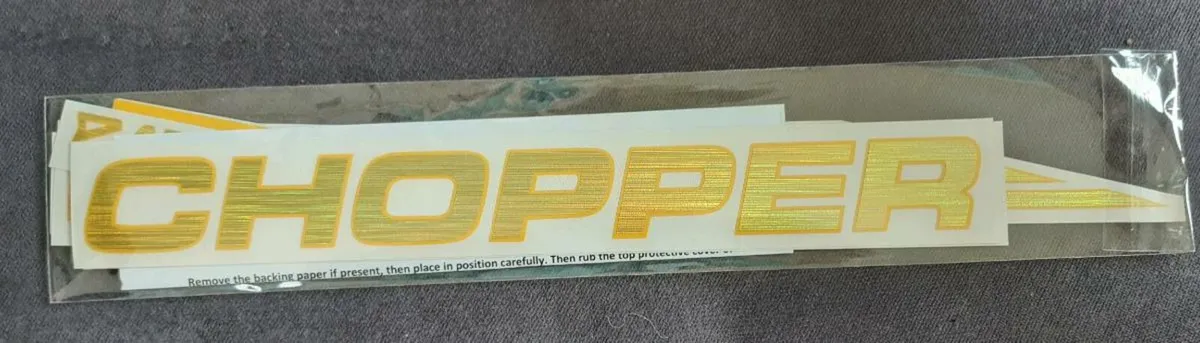 CHOPPER
Remove the backing paper if present, then place in position carefully. Then rub the top protective cover